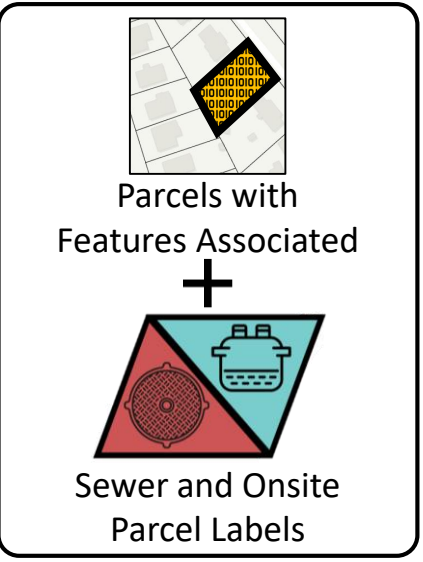 Parcels with
Features Associated
+
Sewer and Onsite
Parcel Labels